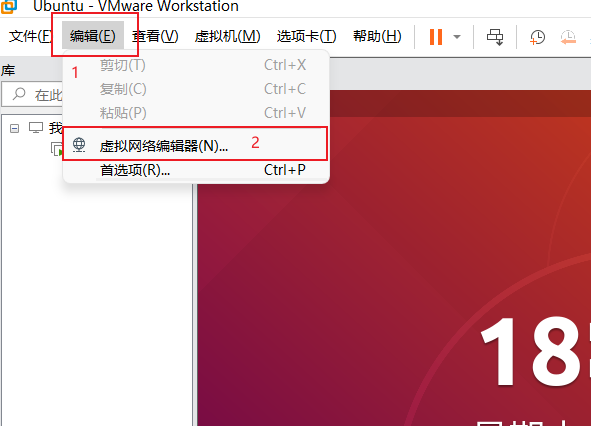 Ubuntu - VMware Workstation
文件(F) 编辑(E) 查看(V) 虚拟机(M) 选项卡(T) 帮助(H)
库
1
剪切(T) Ctrl+X
在此
复制(C) Ctrl+C
粘贴(P) Ctrl+V
我
虚拟网络编辑器(N)... 2
首选项(R)... Ctrl+P
18